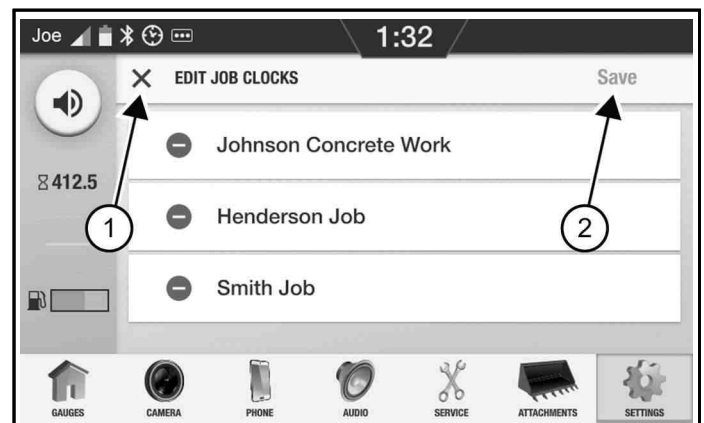 Joe 1:32
EDIT JOB CLOCKS Save
Johnson Concrete Work
412.5
1 Henderson Job 2
Smith Job
GAUGES CAMERA PHONE AUDIO SERVICE ATTACHMENTS SETTINGS